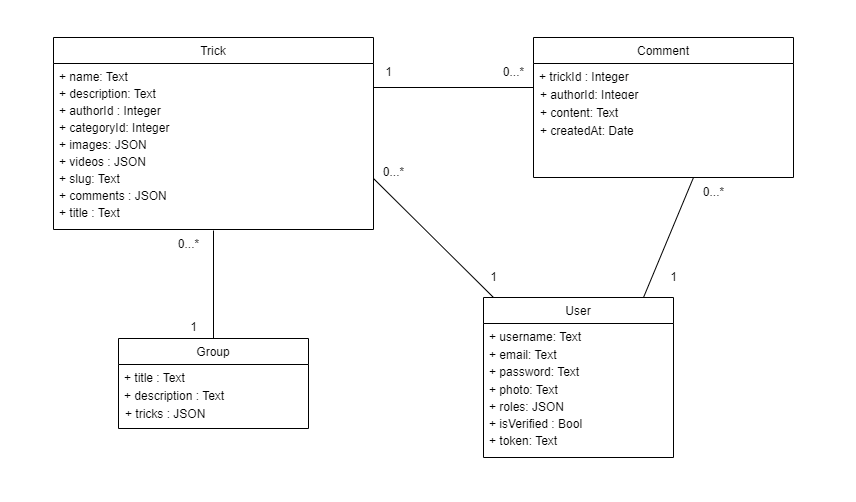 Trick
+ name: Text
+ description: Text
+ authorId : Integer
+ categoryId: Integer
+ images: JSON
+ videos : JSON
+ slug: Text
+ comments : JSON
+ title : Text
1
0...*
Comment
+ trickId : Integer
+ authorId: Integer
+ content: Text
+ createdAt: Date
0...*
0...*
0...*
1
1
1
Group
+ title : Text
+ description : Text
+ tricks : JSON
User
+ username: Text
+ email: Text
+ password: Text
+ photo: Text
+ roles: JSON
+ isVerified : Bool
+ token: Text